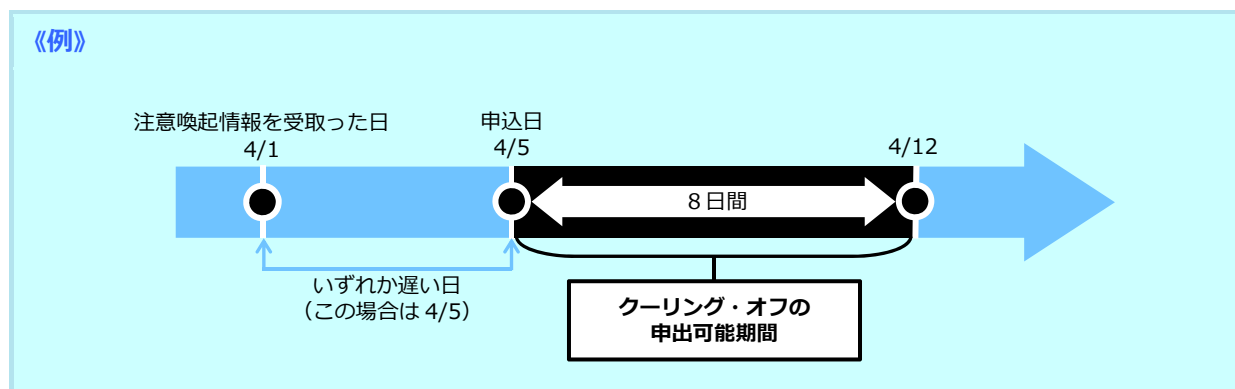 《例》
注意喚起情報を受取った日
4/1
申込日
4/5
4/12
8日間
いずれか遅い日
(この場合は 4/5)
クーリング・オフの
申出可能期間